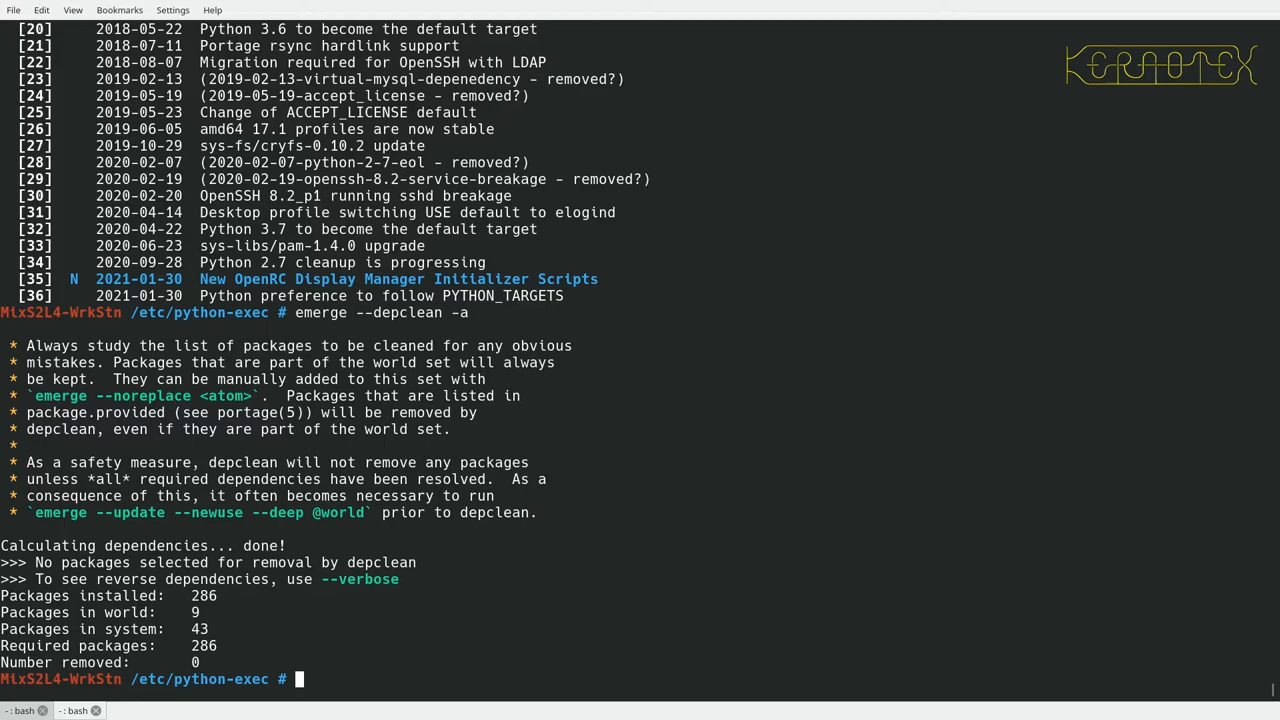 File Edit View Bookmarks Settings Help
KERAOTEX
[20] 2018-05-22 Python 3.6 to become the default target
[21] 2018-07-11 Portage rsync hardlink support
[22] 2018-08-07 Migration required for OpenSSH with LDAP
[23] 2019-02-13 (2019-02-13-virtual-mysql-depenedency - removed?)
[24] 2019-05-19 (2019-05-19-accept_license - removed?)
[25] 2019-05-23 Change of ACCEPT_LICENSE default
[26] 2019-06-05 amd64 17.1 profiles are now stable
[27] 2019-10-29 sys-fs/cryfs-0.10.2 update
[28] 2020-02-07 (2020-02-07-python-2-7-eol - removed?)
[29] 2020-02-19 (2020-02-19-openssh-8.2-service-breakage - removed?)
[30] 2020-02-20 OpenSSH 8.2_p1 running sshd breakage
[31] 2020-04-14 Desktop profile switching USE default to elogind
[32] 2020-04-22 Python 3.7 to become the default target
[33] 2020-06-23 sys-libs/pam-1.4.0 upgrade
[34] 2020-09-28 Python 2.7 cleanup is progressing
[35] N 2021-01-30 New OpenRC Display Manager Initializer Scripts
[36] 2021-01-30 Python preference to follow PYTHON_TARGETS
MixS2L4-WrkStn /etc/python-exec # emerge --depclean -a
* Always study the list of packages to be cleaned for any obvious
* mistakes. Packages that are part of the world set will always
* be kept. They can be manually added to this set with
* `emerge --noreplace <atom>`. Packages that are listed in
* package.provided (see portage(5)) will be removed by
* depclean, even if they are part of the world set.
*
* As a safety measure, depclean will not remove any packages
* unless *all* required dependencies have been resolved. As a
* consequence of this, it often becomes necessary to run
* `emerge --update --newuse --deep @world` prior to depclean.
Calculating dependencies... done!
>>> No packages selected for removal by depclean
>>> To see reverse dependencies, use --verbose
Packages installed: 286
Packages in world: 9
Packages in system: 43
Required packages: 286
Number removed: 0
MixS2L4-WrkStn /etc/python-exec #
- : bash - : bash